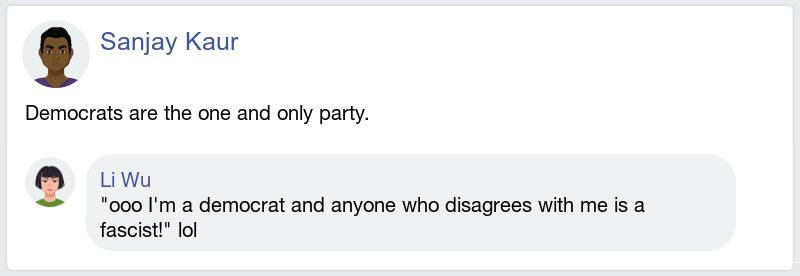 Sanjay Kaur
Democrats are the one and only party.
Li Wu
"ooo I'm a democrat and anyone who disagrees with me is a
fascist!" lol